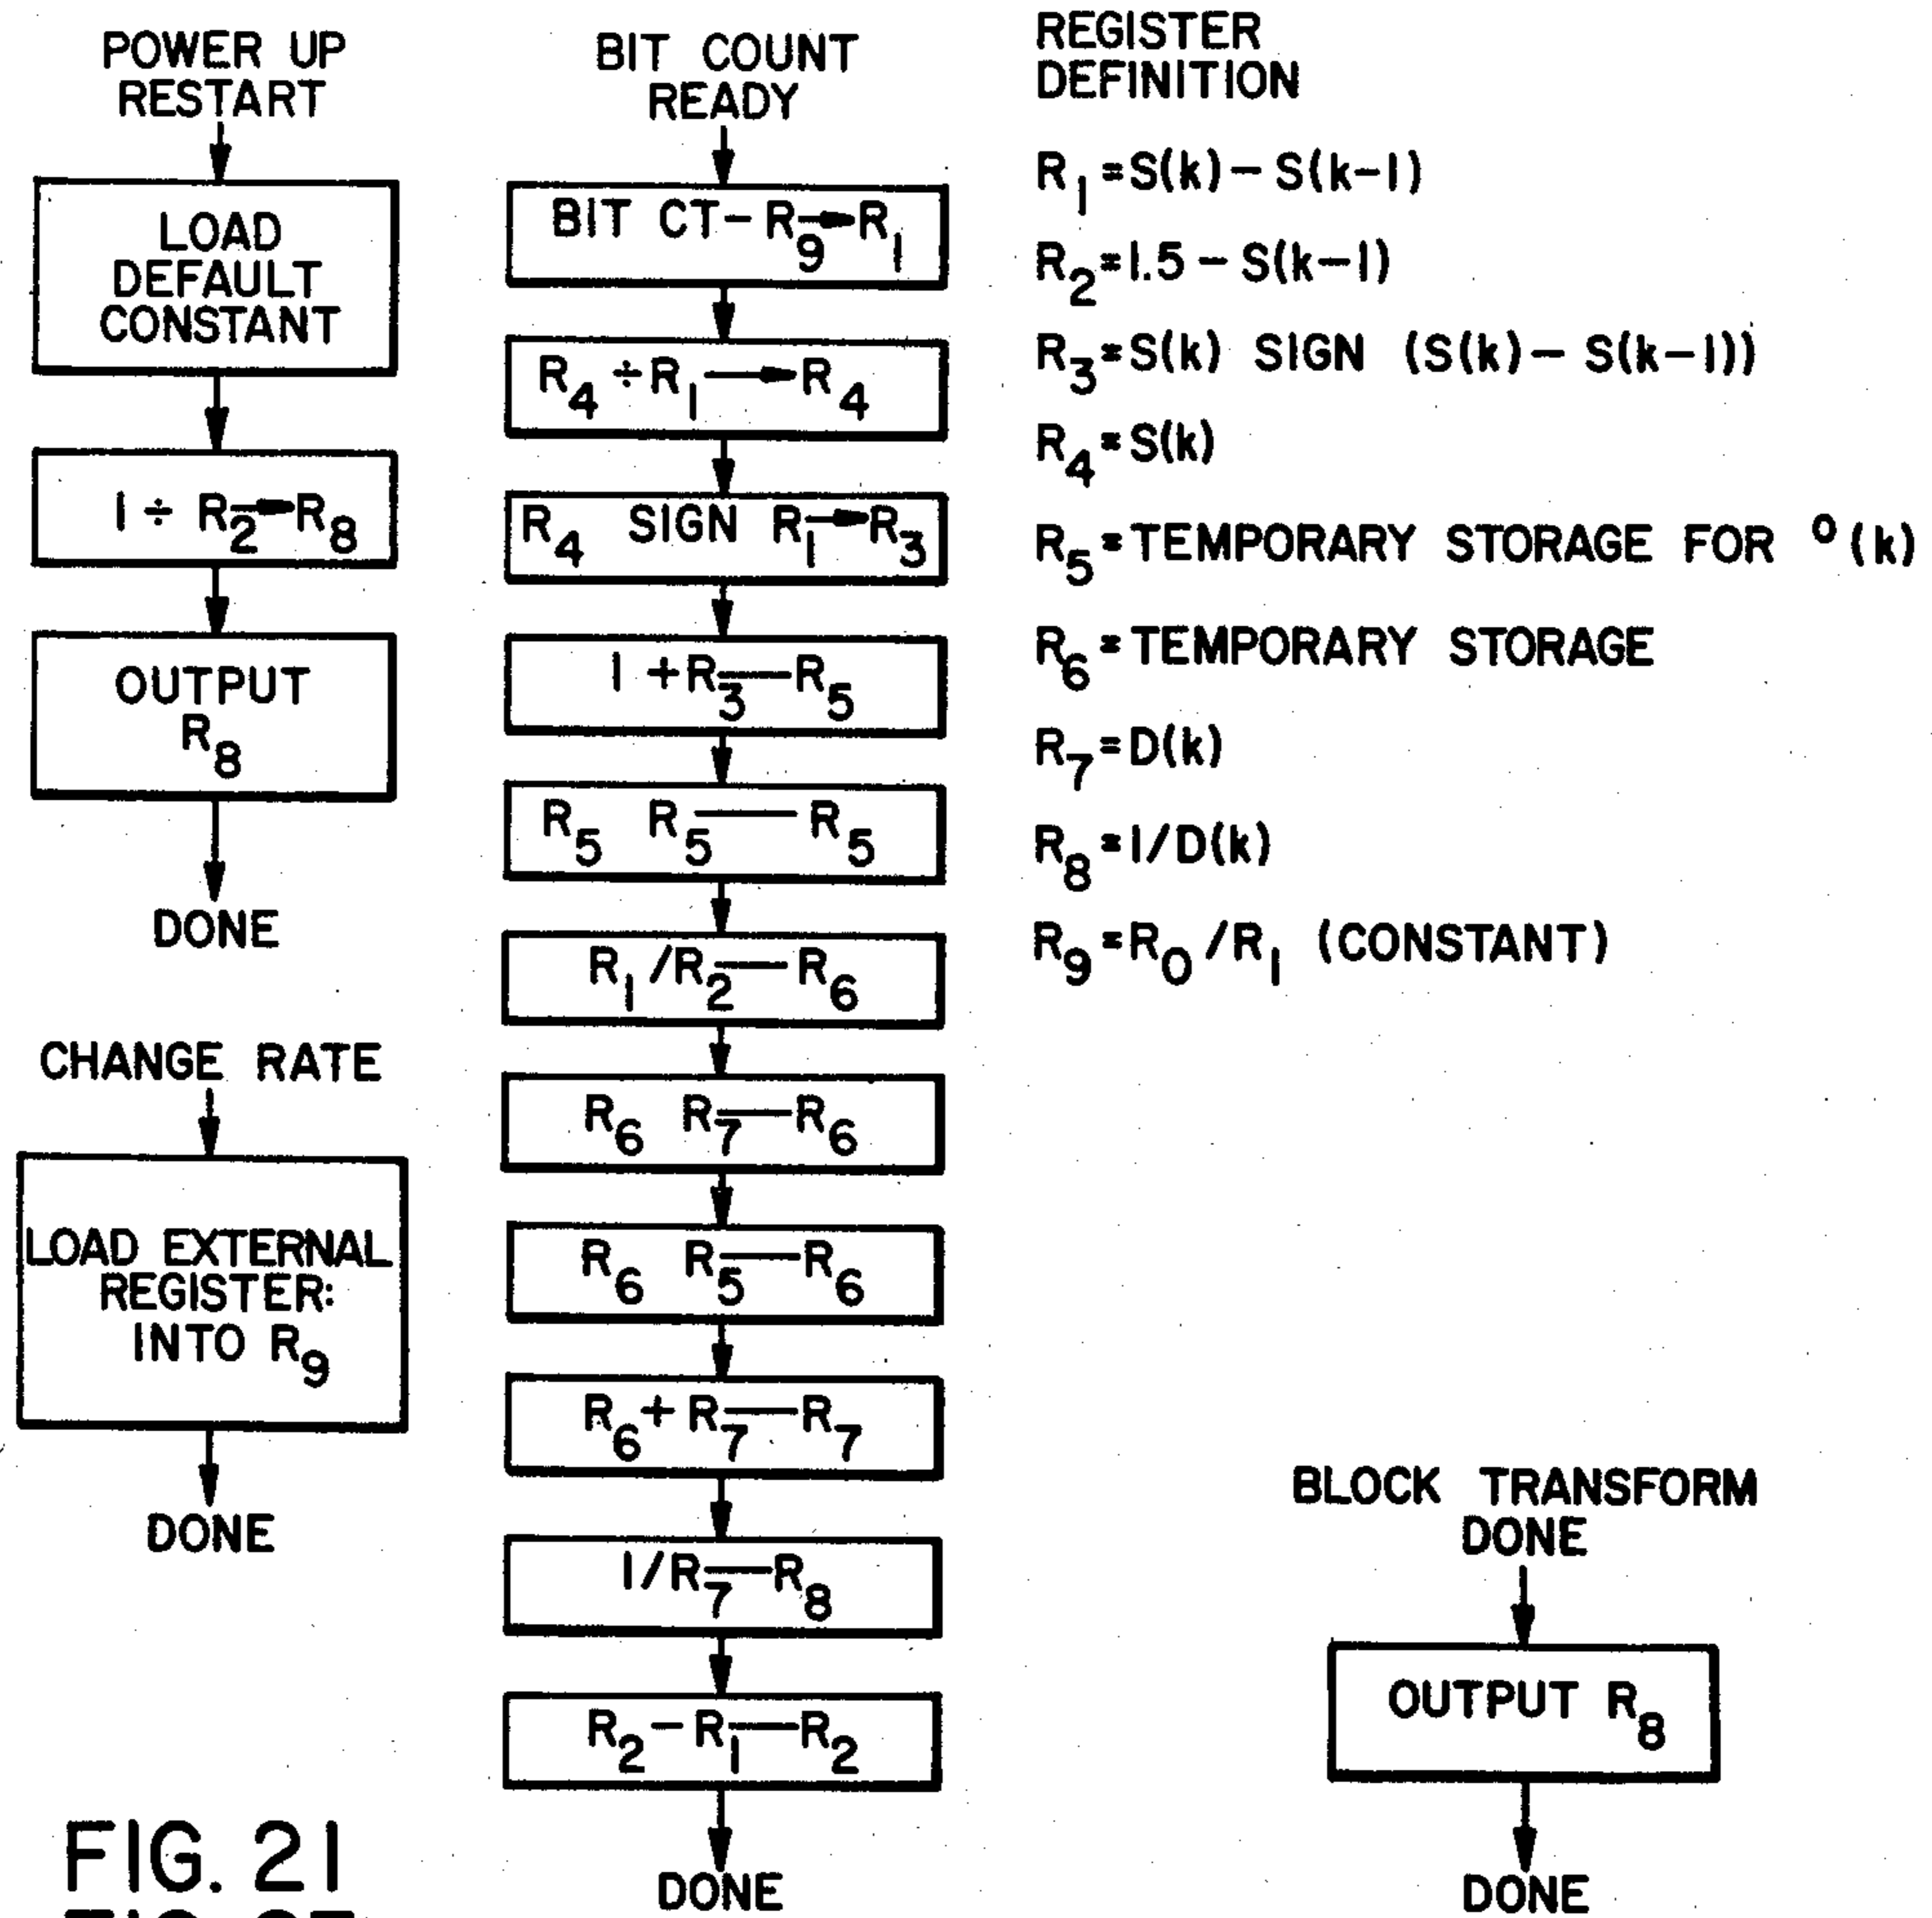 POWER UP
RESTART
LOAD
DEFAULT
CONSTANT
1 ÷ R2→R8
OUTPUT
R8
DONE
CHANGE RATE
LOAD EXTERNAL
REGISTER:
INTO R9
DONE
BIT COUNT
READY
BIT CT– R9→R1
R4 ÷R1→R4
R4 SIGN R1→R3
1 +R3—R5
R5 R5—R5
R1/R2—R6
R6 R7—R6
R6 R5—R6
R6+R7—R7
1/R7—R8
R2–R1—R2
DONE
REGISTER
DEFINITION
R1=S(k)– S(k–1)
R2=1.5– S(k–1)
R3=S(k) SIGN (S(k)– S(k–1))
R4=S(k)
R5=TEMPORARY STORAGE FOR o(k)
R6=TEMPORARY STORAGE
R7=D(k)
R8=1/D(k)
R9=R0/R1 (CONSTANT)
BLOCK TRANSFORM
DONE
OUTPUT R8
DONE
FIG. 21